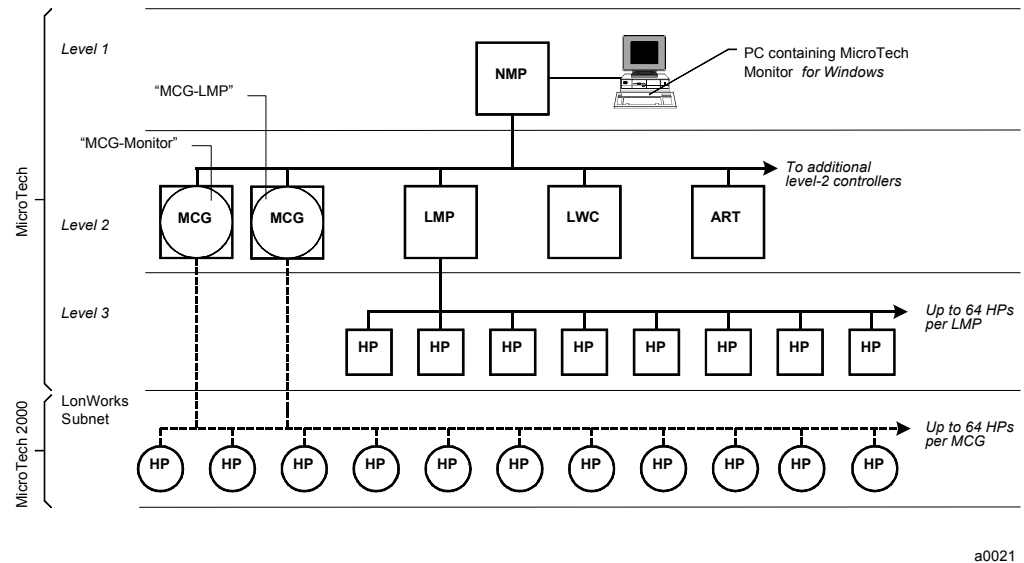 Level 1
NMP
PC containing MicroTech
Monitor for Windows
“MCG-LMP”
“MCG-Monitor”
To additional
level-2 controllers
MicroTech
Level 2
MCG
MCG
LMP
LWC
ART
Level 3
Up to 64 HPs
per LMP
HP
HP
HP
HP
HP
HP
HP
HP
LonWorks
Subnet
MicroTech 2000
Up to 64 HPs
per MCG
HP
HP
HP
HP
HP
HP
HP
HP
HP
HP
HP
a0021